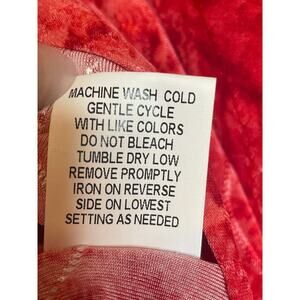 MACHINE WASH COLD
GENTLE CYCLE
WITH LIKE COLORS
DO NOT BLEACH
TUMBLE DRY LOW
REMOVE PROMPTLY
IRON ON REVERSE
SIDE ON LOWEST
SETTING AS NEEDED